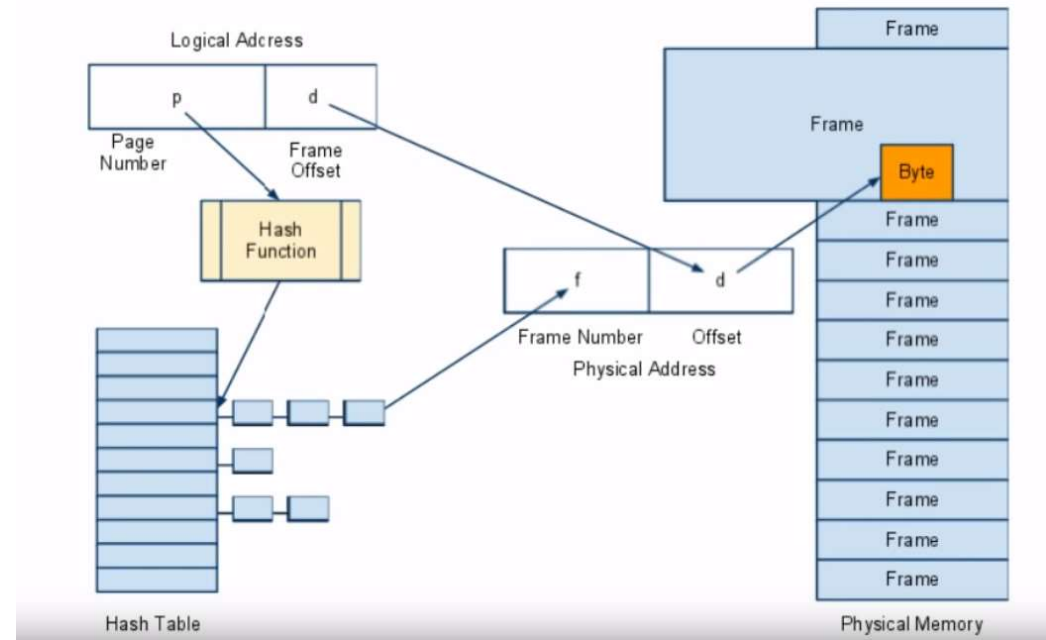 Logical Adcress
p
d
Page
Number
Frame
Offset
Hash
Function
Hash Table
f
d
Frame Number
Offset
Physical Address
Frame
Frame
Byte
Frame
Frame
Frame
Frame
Frame
Frame
Frame
Frame
Frame
Frame
Physical Memory